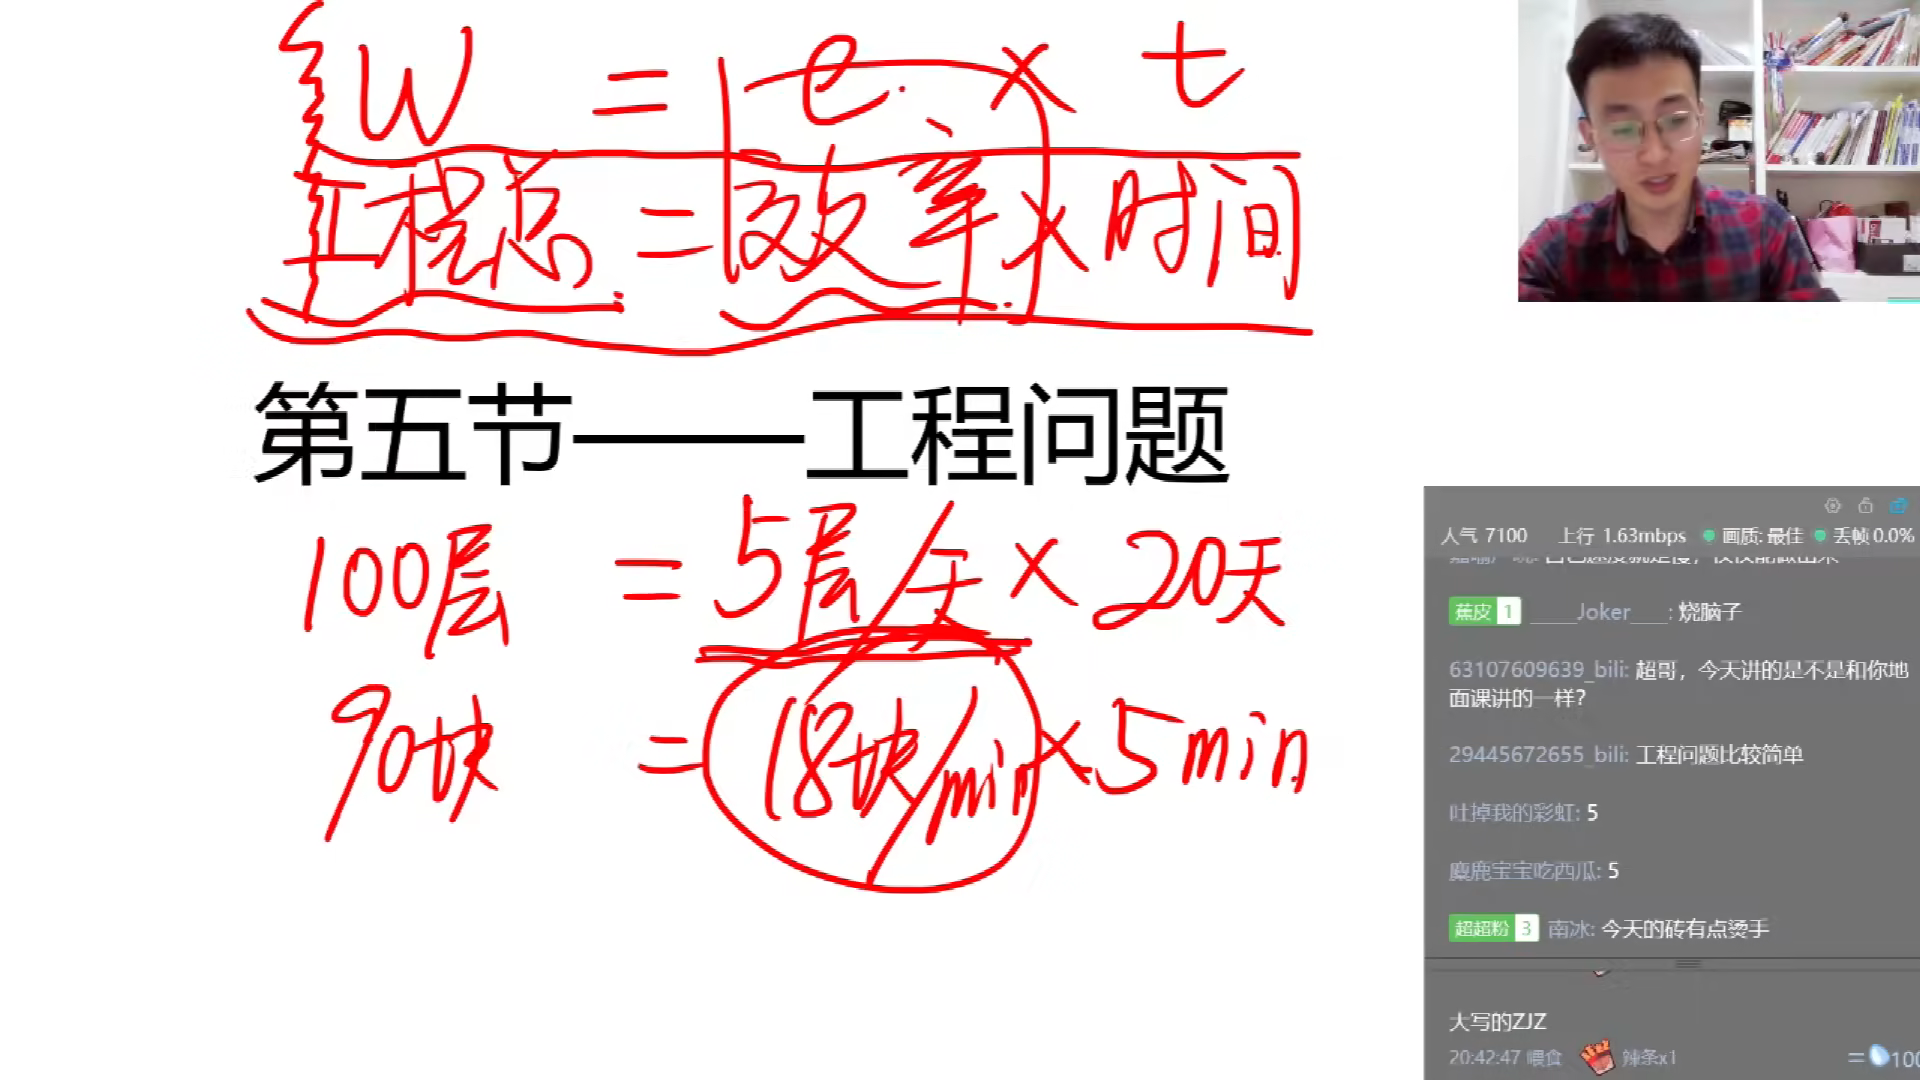 W = e × t
工程总 = 效率 × 时间
第五节——工程问题
100层 = 5层/天 × 20天
90块 = 18块/min × 5min
人气 7100 上行 1.63mbps 画质: 最佳 丢帧 0.0%
蕉皮 1 ____Joker____: 烧脑子
63107609639_bili: 超哥，今天讲的是不是和你地
面课讲的一样?
29445672655_bili: 工程问题比较简单
吐掉我的彩虹: 5
麋鹿宝宝吃西瓜: 5
超超粉 3 南冰: 今天的砖有点烫手
大写的ZJZ
20:42:47 喂食 辣条x1 = 100